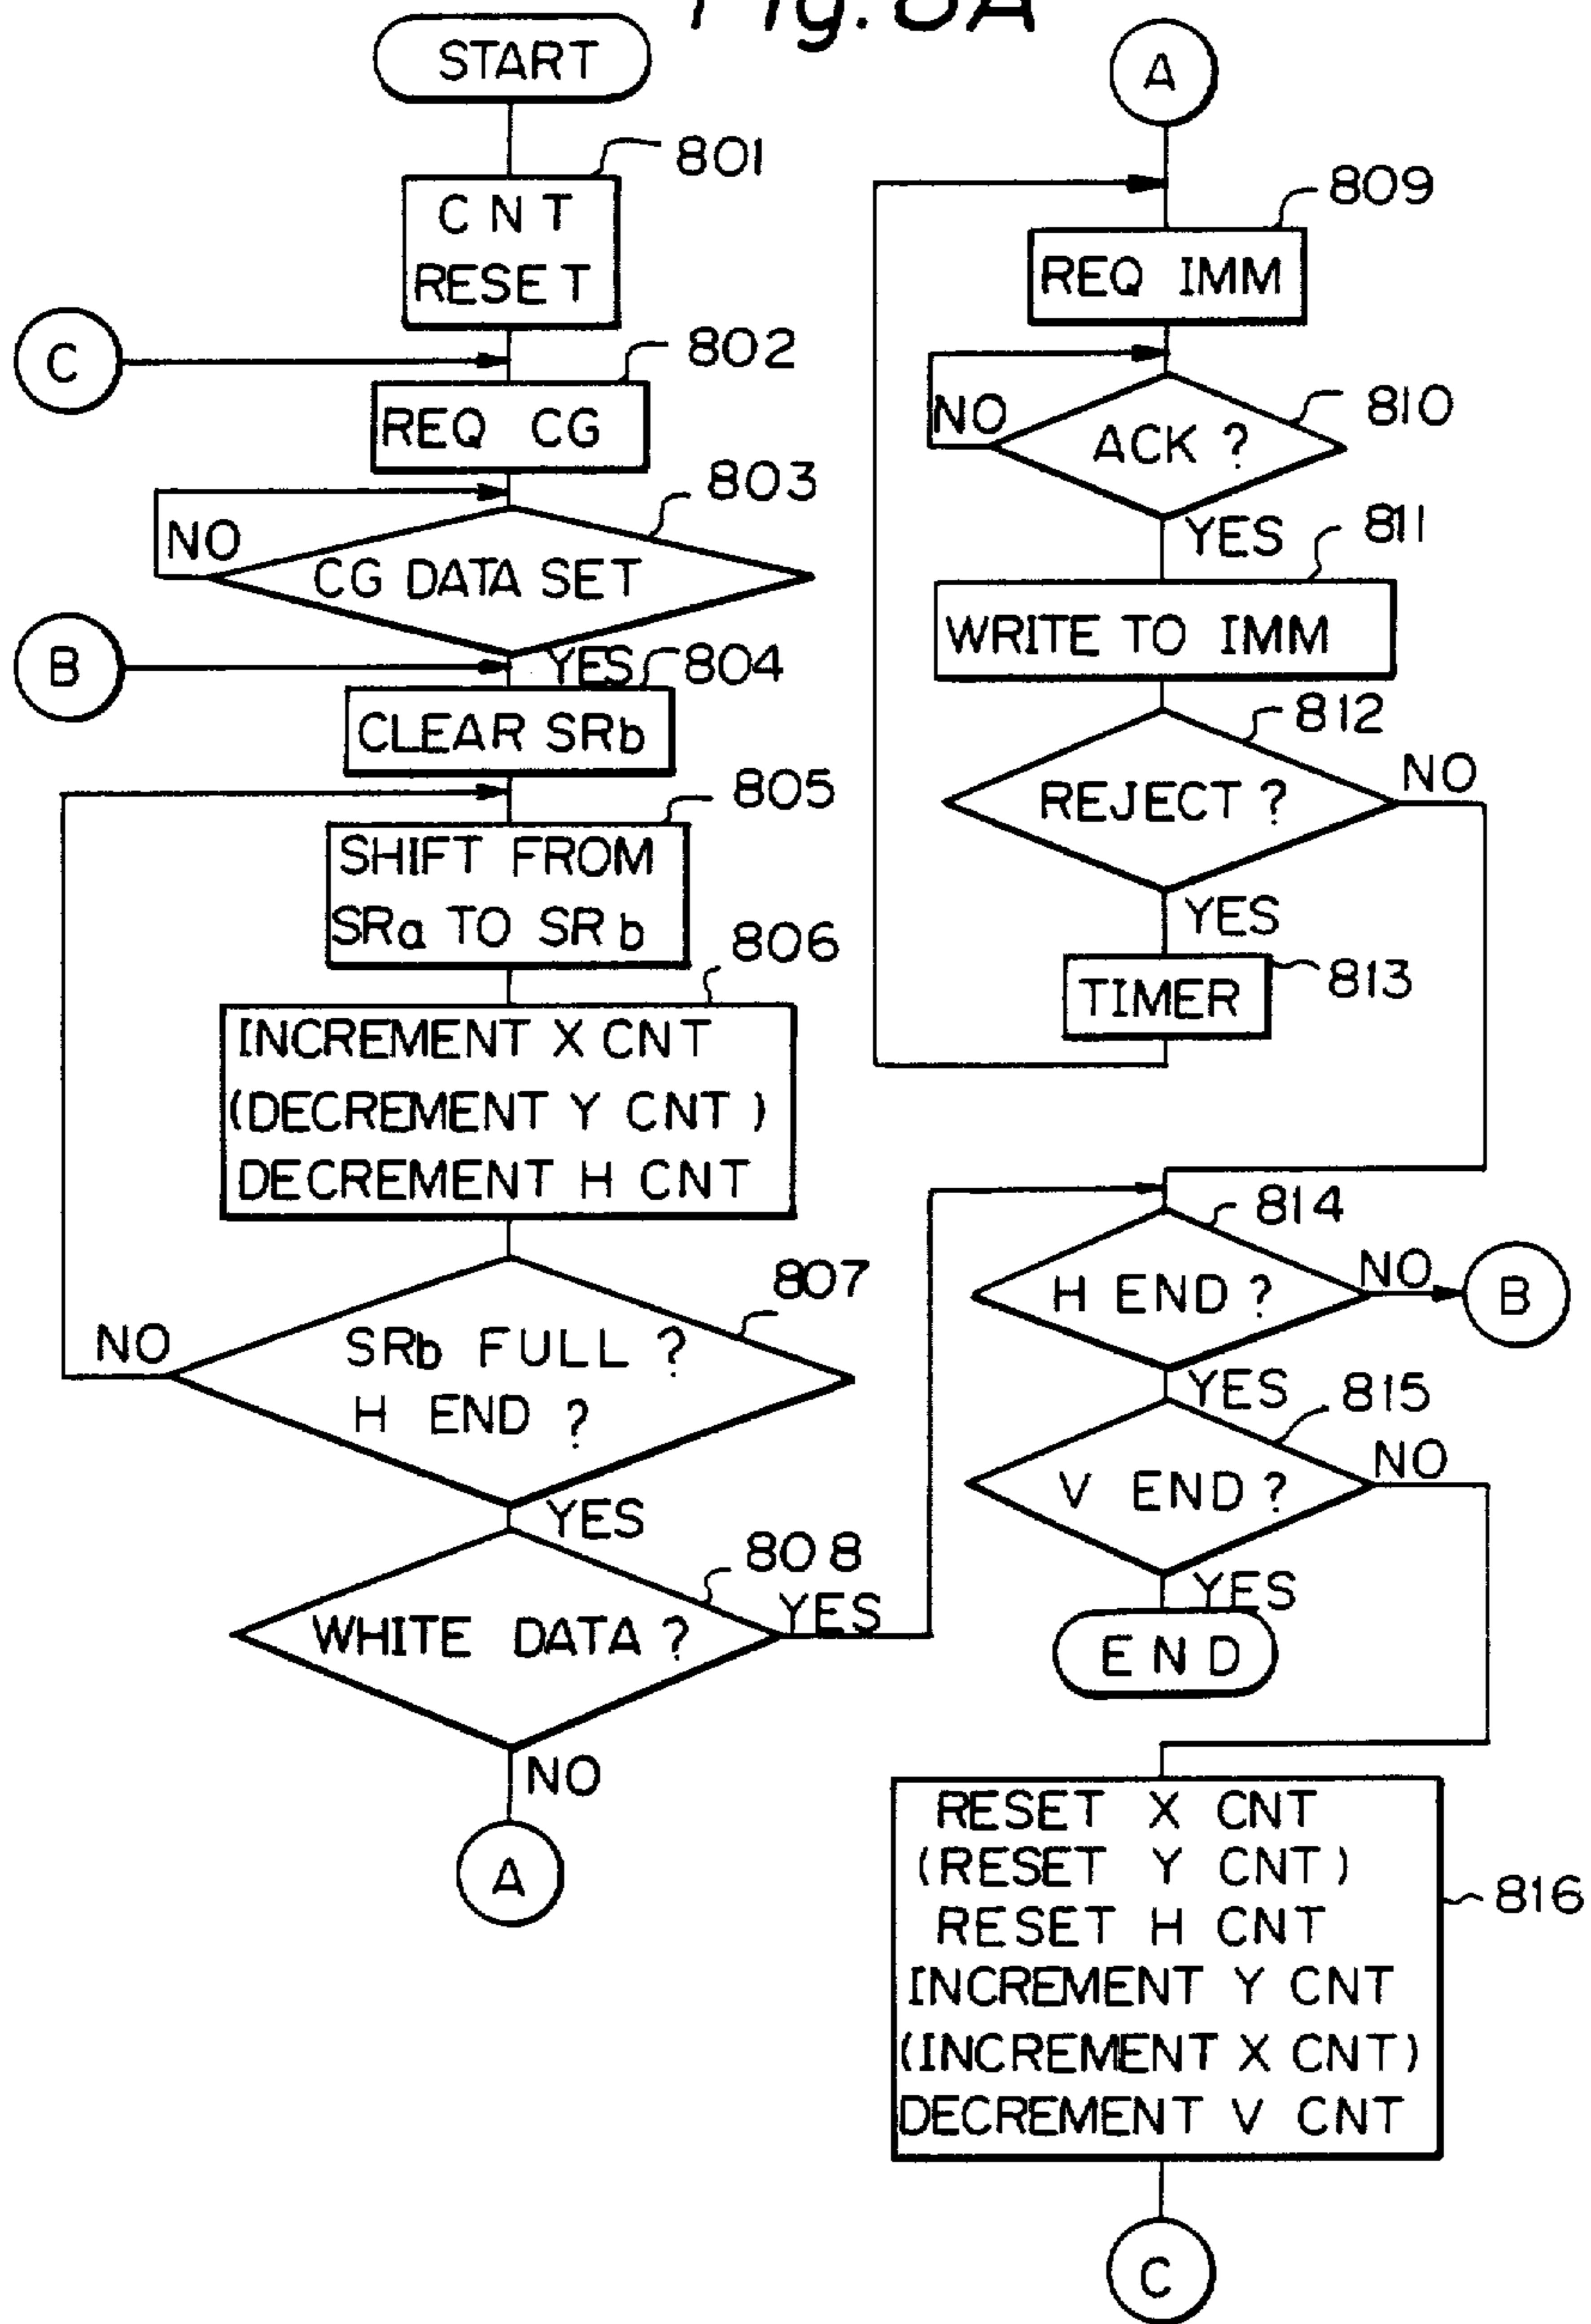 START
801
CNT
RESET
C
802
REQ CG
803
NO
CG DATA SET
B
YES
804
CLEAR SRb
805
SHIFT FROM
SRa TO SRb
806
INCREMENT X CNT
(DECREMENT Y CNT)
DECREMENT H CNT
807
NO
SRb FULL ?
H END ?
YES
808
WHITE DATA ?
YES
NO
A
A
809
REQ IMM
NO
810
ACK ?
YES
811
WRITE TO IMM
812
REJECT ?
NO
YES
TIMER
813
814
H END ?
NO
B
YES
815
V END ?
NO
YES
END
RESET X CNT
(RESET Y CNT)
RESET H CNT
INCREMENT Y CNT
(INCREMENT X CNT)
DECREMENT V CNT
816
C